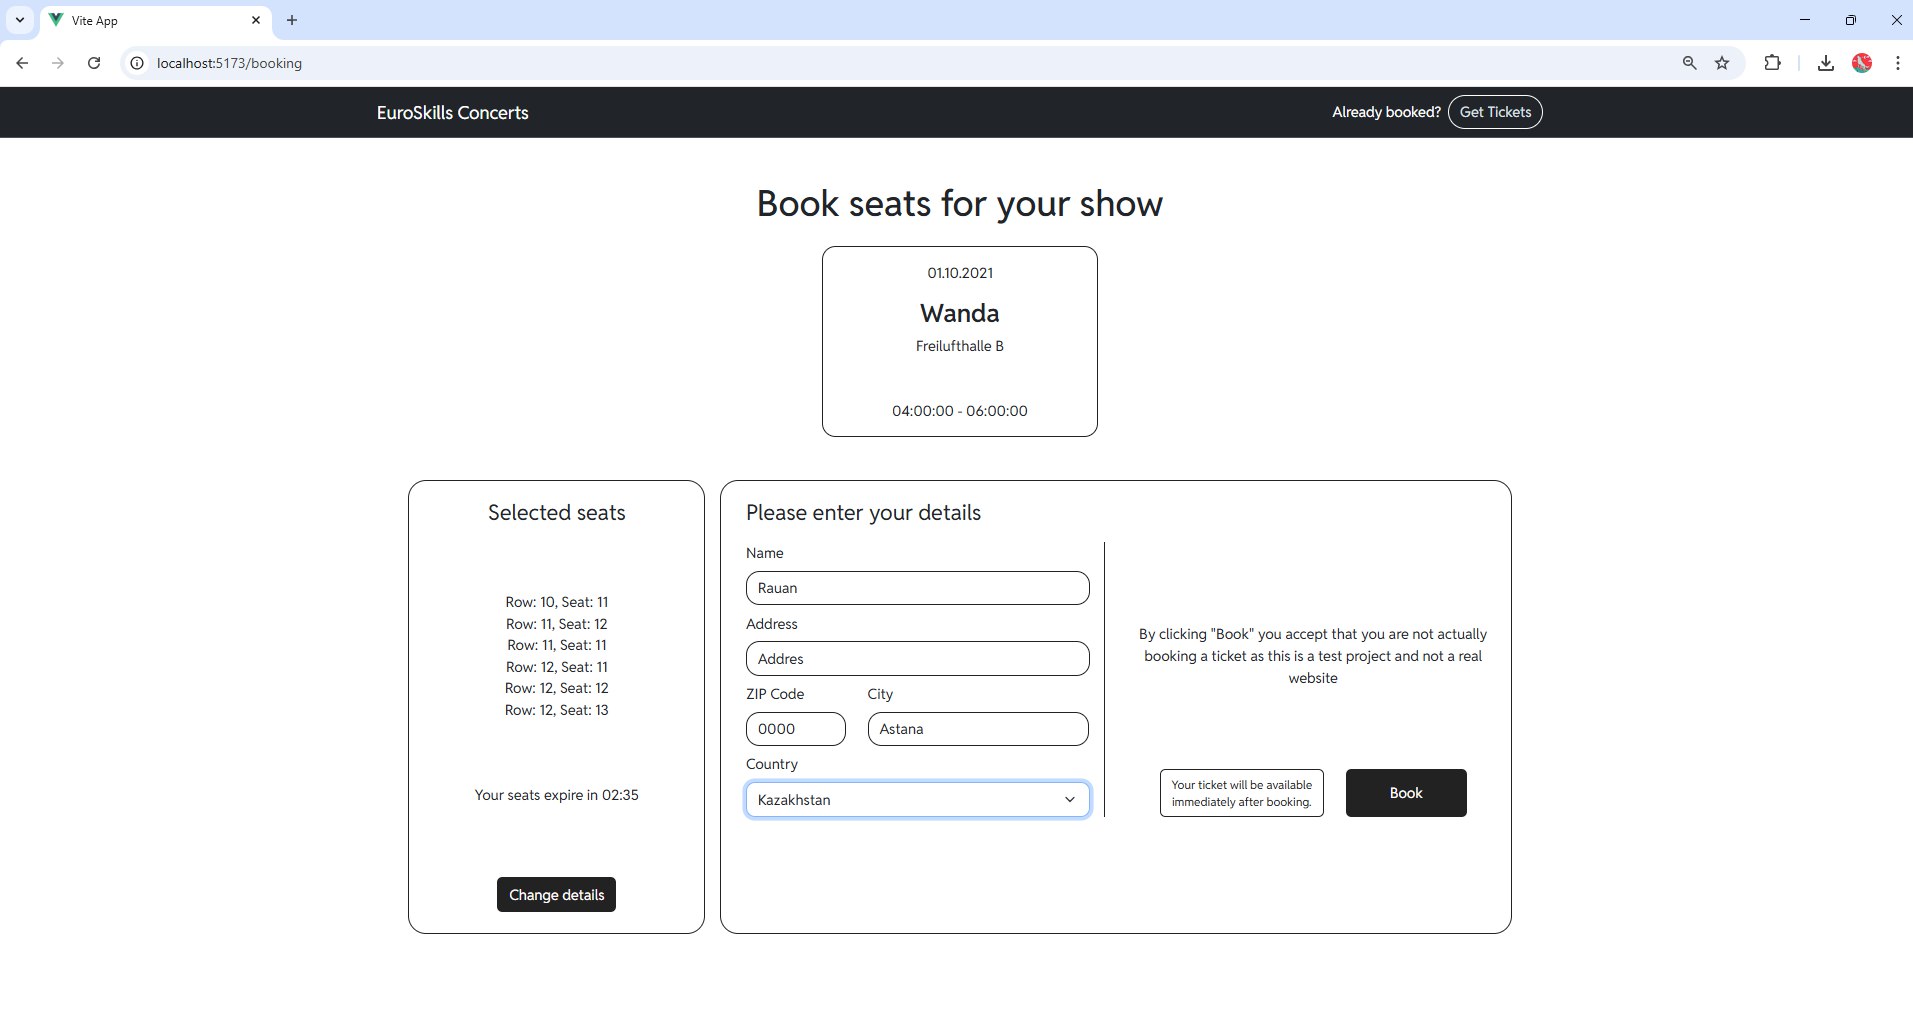 Vite App
localhost:5173/booking
EuroSkills Concerts
Already booked? Get Tickets
Book seats for your show
01.10.2021
Wanda
Freilufthalle B
04:00:00 - 06:00:00
Selected seats
Row: 10, Seat: 11
Row: 11, Seat: 12
Row: 11, Seat: 11
Row: 12, Seat: 11
Row: 12, Seat: 12
Row: 12, Seat: 13
Your seats expire in 02:35
Change details
Please enter your details
Name
Rauan
Address
Addres
ZIP Code City
0000 Astana
Country
Kazakhstan
By clicking "Book" you accept that you are not actually
booking a ticket as this is a test project and not a real
website
Your ticket will be available
immediately after booking.
Book